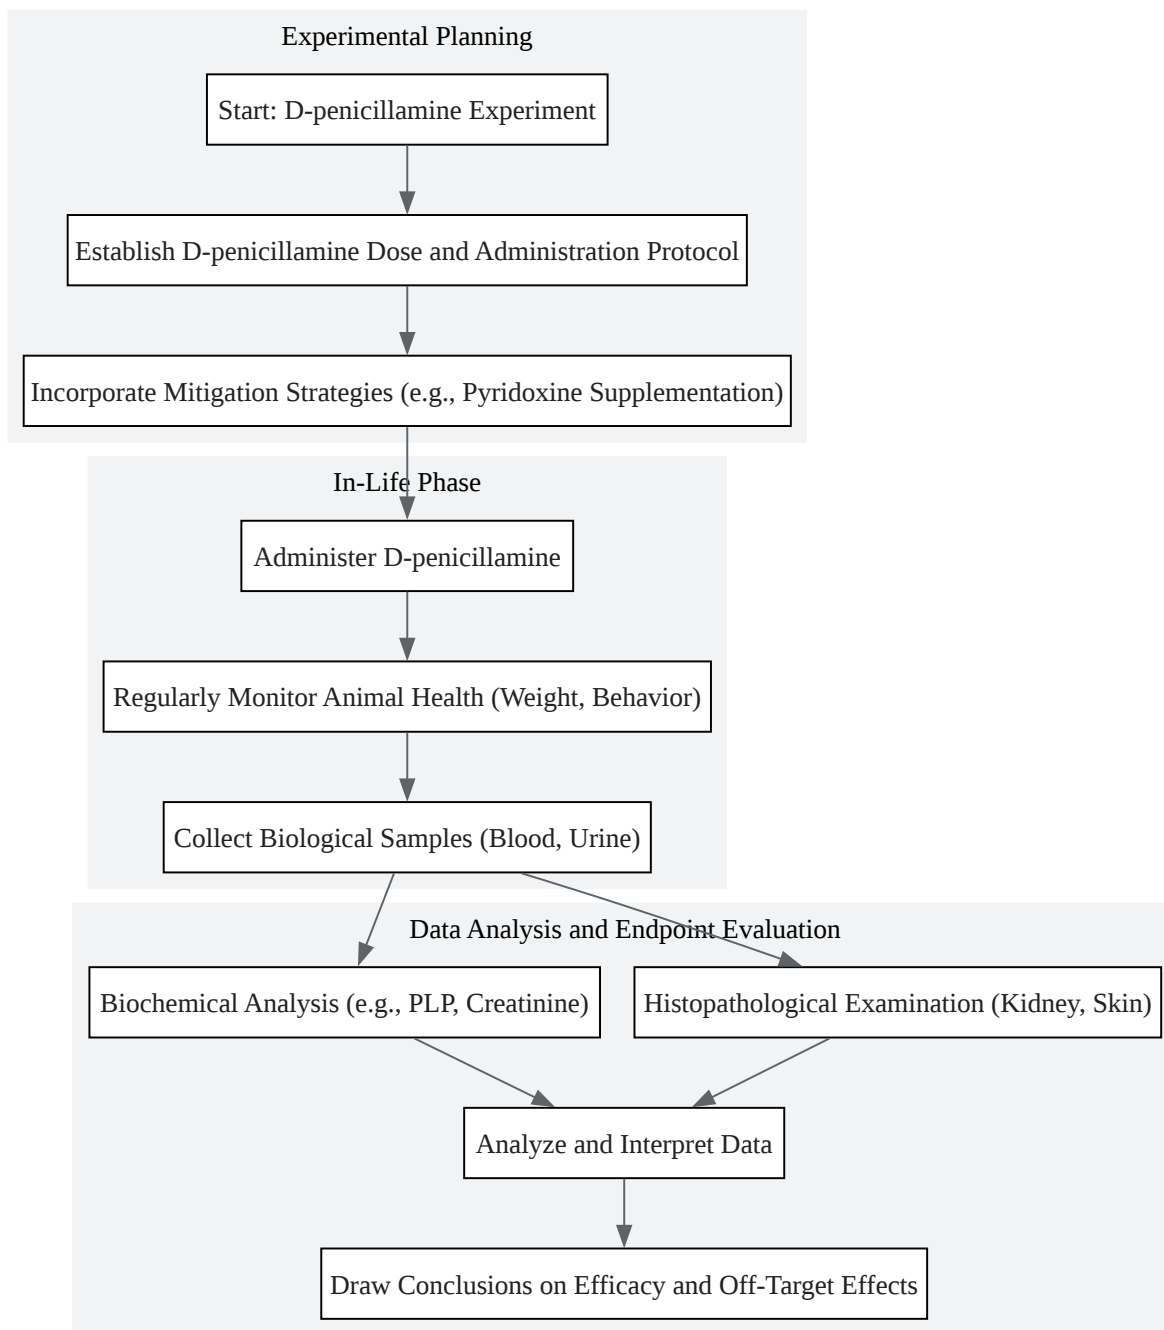 Experimental Planning
Start: D-penicillamine Experiment
Establish D-penicillamine Dose and Administration Protocol
Incorporate Mitigation Strategies (e.g., Pyridoxine Supplementation)
In-Life Phase
Administer D-penicillamine
Regularly Monitor Animal Health (Weight, Behavior)
Collect Biological Samples (Blood, Urine)
Data Analysis and Endpoint Evaluation
Biochemical Analysis (e.g., PLP, Creatinine)
Histopathological Examination (Kidney, Skin)
Analyze and Interpret Data
Draw Conclusions on Efficacy and Off-Target Effects